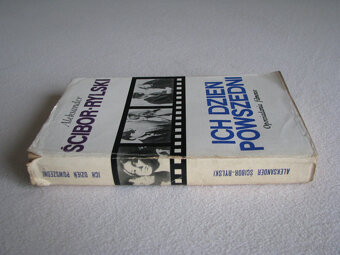 Aleksander
ŚCIBOR-RYLSKI
ICH DZIEŃ
POWSZEDNI
Opowiadania filmowe
ICH DZIEŃ POWSZEDNI
ALEKSANDER ŚCIBOR-RYLSKI